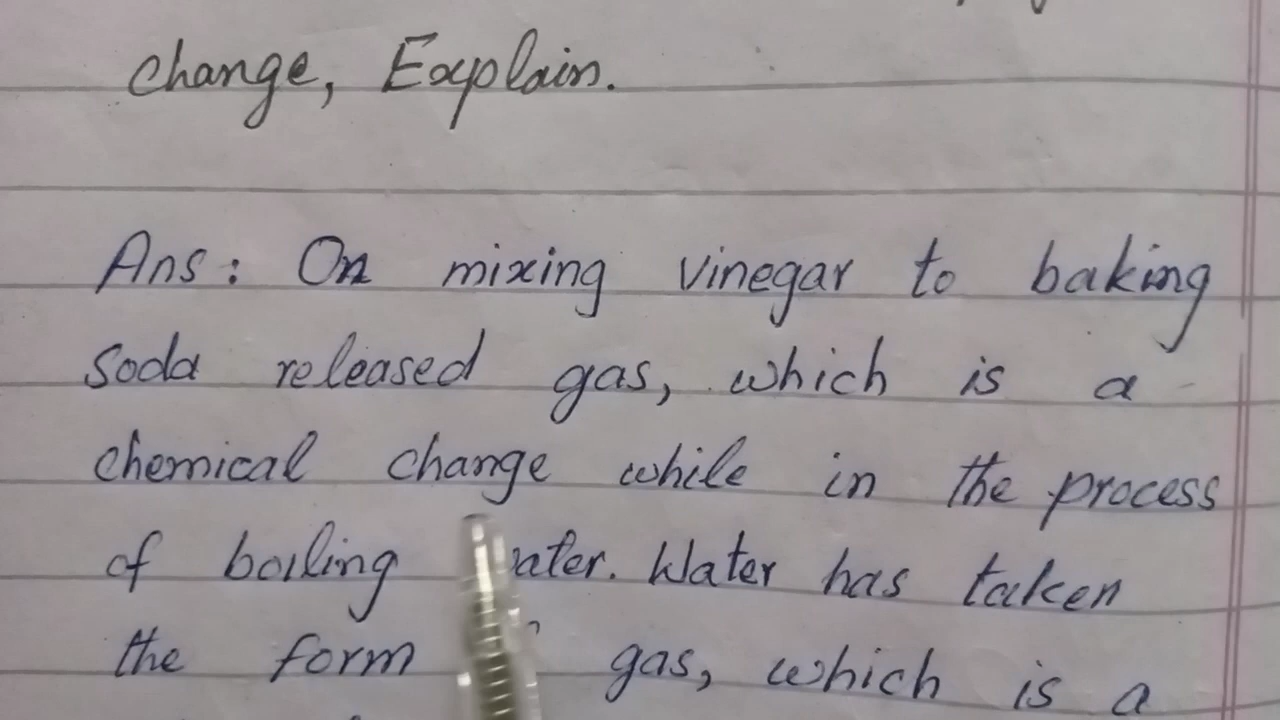 change, Explain.
Ans: On mixing vinegar to baking
soda released gas, which is a
chemical change while in the process
of boiling water. Water has taken
the form gas, which is a